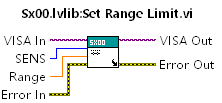 Sx00.lvlib:Set Range Limit.vi
VISA In
SENS
Range
Error In
SX00
VISA Out
Error Out